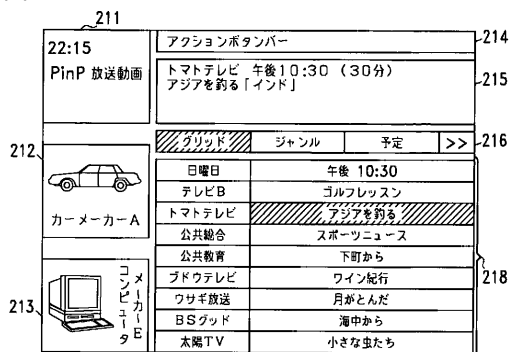 211
22:15
PinP 放送動画
アクションボタンバー
214
トマトテレビ 午後10:30 (30分)
アジアを釣る「インド」
215
グリッド ジャンル 予定 >>
216
212
カーメーカーA
日曜日 午後 10:30
テレビB ゴルフレッスン
トマトテレビ アジアを釣る
公共総合 スポーツニュース
公共教育 下町から
ブドウテレビ ワイン紀行
ウサギ放送 月がとんだ
BSグッド 海中から
太陽TV 小さな虫たち
218
213
コンピュータ
メーカーE